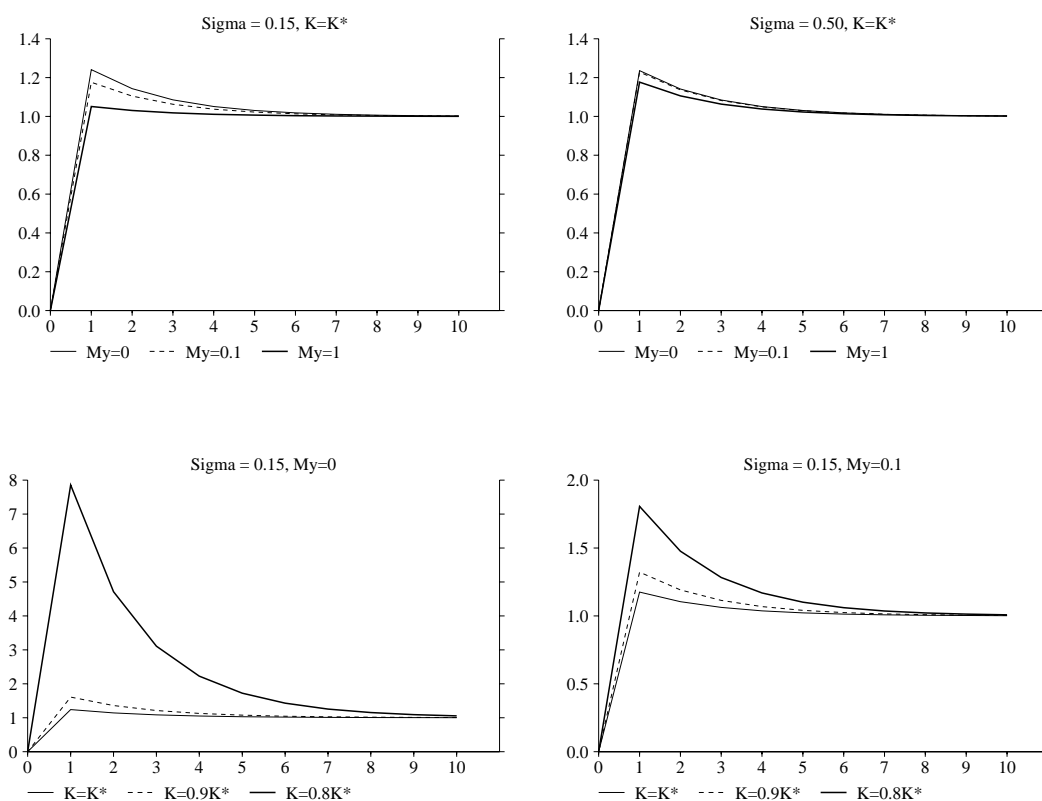 Sigma = 0.15, K=K*
1.4
1.2
1.0
0.8
0.6
0.4
0.2
0.0
0 1 2 3 4 5 6 7 8 9 10
My=0 My=0.1 My=1
Sigma = 0.50, K=K*
1.4
1.2
1.0
0.8
0.6
0.4
0.2
0.0
0 1 2 3 4 5 6 7 8 9 10
My=0 My=0.1 My=1
Sigma = 0.15, My=0
8
7
6
5
4
3
2
1
0
0 1 2 3 4 5 6 7 8 9 10
K=K* K=0.9K* K=0.8K*
Sigma = 0.15, My=0.1
2.0
1.5
1.0
0.5
0.0
0 1 2 3 4 5 6 7 8 9 10
K=K* K=0.9K* K=0.8K*